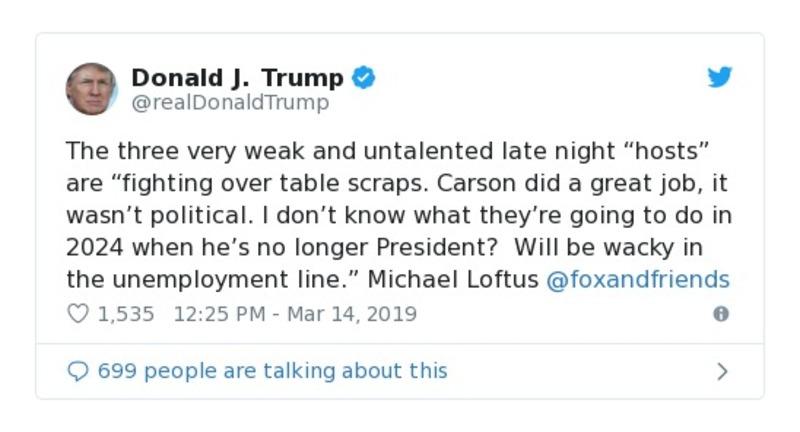 Donald J. Trump
@realDonaldTrump
The three very weak and untalented late night “hosts”
are “fighting over table scraps. Carson did a great job, it
wasn’t political. I don’t know what they’re going to do in
2024 when he’s no longer President?  Will be wacky in
the unemployment line.” Michael Loftus @foxandfriends
1,535 12:25 PM - Mar 14, 2019
699 people are talking about this